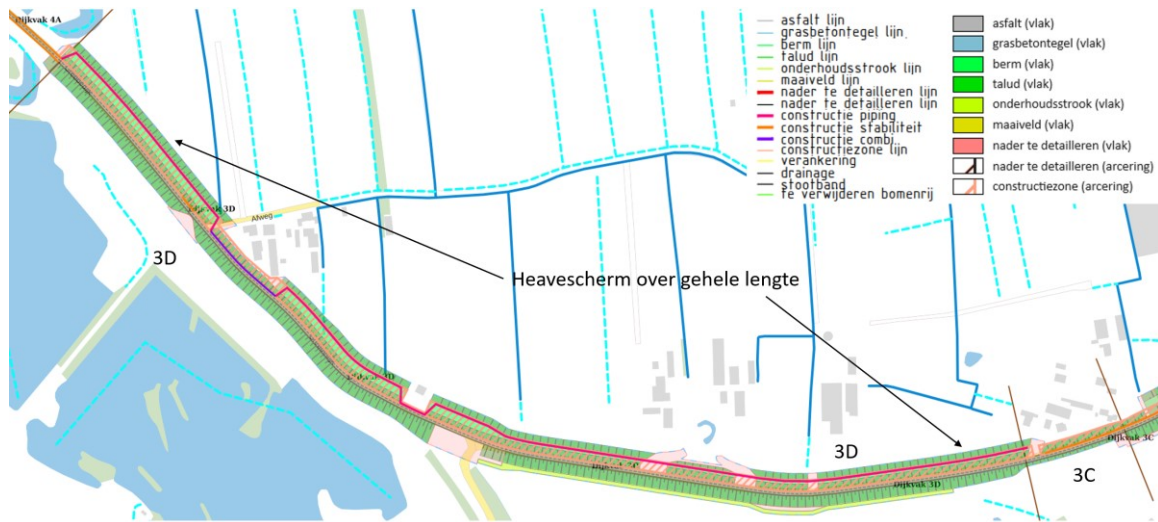 Dijkvak 4A
asfalt lijn
grasbetontegel lijn
berm lijn
talud lijn
onderhoudsstrook lijn
maaiveld lijn
nader te detailleren lijn
nader te detailleren lijn
constructie piping
constructie stabiliteit
constructie combi
constructiezone lijn
verankering
drainage
stootband
te verwijderen bomenrij
asfalt (vlak)
grasbetontegel (vlak)
berm (vlak)
talud (vlak)
onderhoudsstrook (vlak)
maaiveld (vlak)
nader te detailleren (vlak)
nader te detailleren (arcering)
constructiezone (arcering)
3D
Afweg
3D
Heavescherm over gehele lengte
3D
Dijkvak 3C
3C
Dijkvak 3D